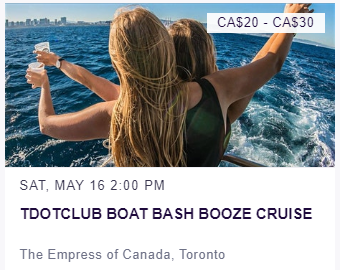 CA$20 - CA$30
SAT, MAY 16 2:00 PM
TDOTCLUB BOAT BASH BOOZE CRUISE
The Empress of Canada, Toronto